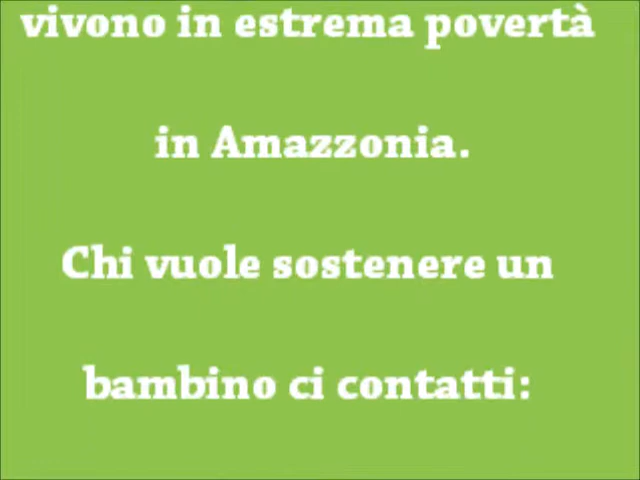 vivono in estrema povertà
in Amazzonia.
Chi vuole sostenere un
bambino ci contatti: